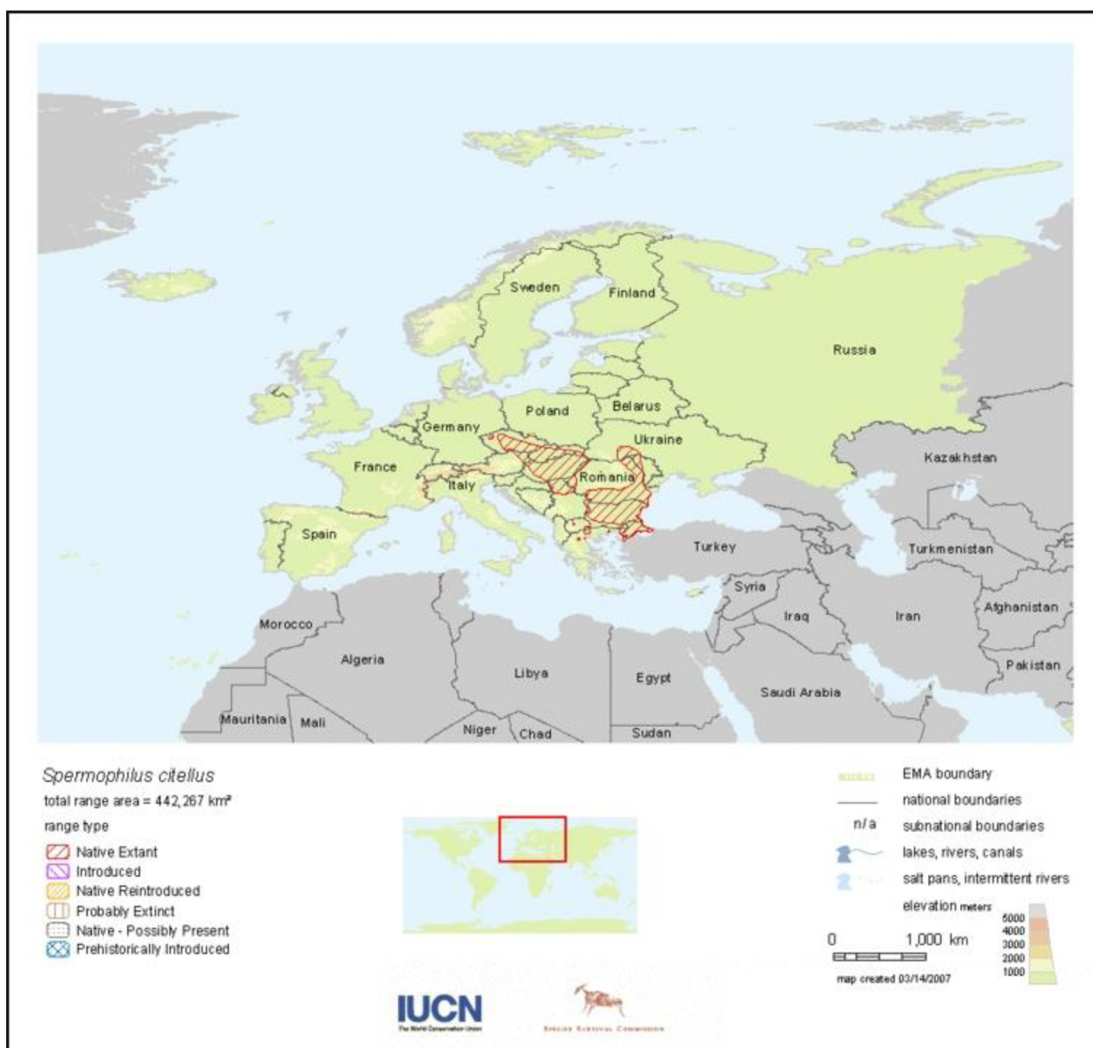 Sweden
Finland
Russia
Belarus
Poland
Germany
Ukraine
Kazakhstan
France
Romania
Italy
Spain
Turkey
Turkmenistan
Syria
Afghanistan
Iraq
Iran
Morocco
Pakistan
Algeria
Libya
Egypt
Saudi Arabia
Mauritania
Mali
Niger
Chad
Sudan
Spermophilus citellus
total range area = 442,267 km²
range type
Native Extant
Introduced
Native Reintroduced
Probably Extinct
Native - Possibly Present
Prehistorically Introduced
EMA boundary
national boundaries
n/a subnational boundaries
lakes, rivers, canals
salt pans, intermittent rivers
elevation meters
5000
4000
3000
2000
1000
0 1,000 km
map created 03/14/2007
IUCN
The World Conservation Union
Species Survival Commission